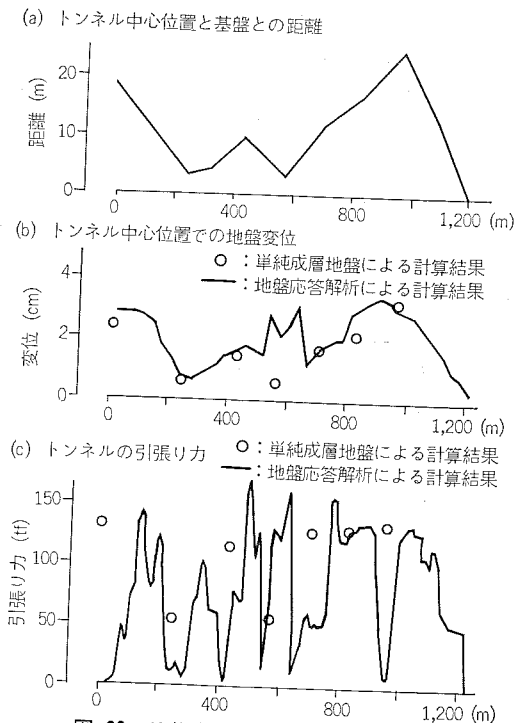 (a) トンネル中心位置と基盤との距離
距離 (m)
20
10
0
0 400 800 1,200 (m)
(b) トンネル中心位置での地盤変位
○：単純成層地盤による計算結果
—：地盤応答解析による計算結果
変位 (cm)
4
2
0
0 400 800 1,200 (m)
(c) トンネルの引張り力 ○：単純成層地盤による計算結果
—：地盤応答解析による計算結果
引張り力 (tf)
150
100
50
0
0 400 800 1,200 (m)